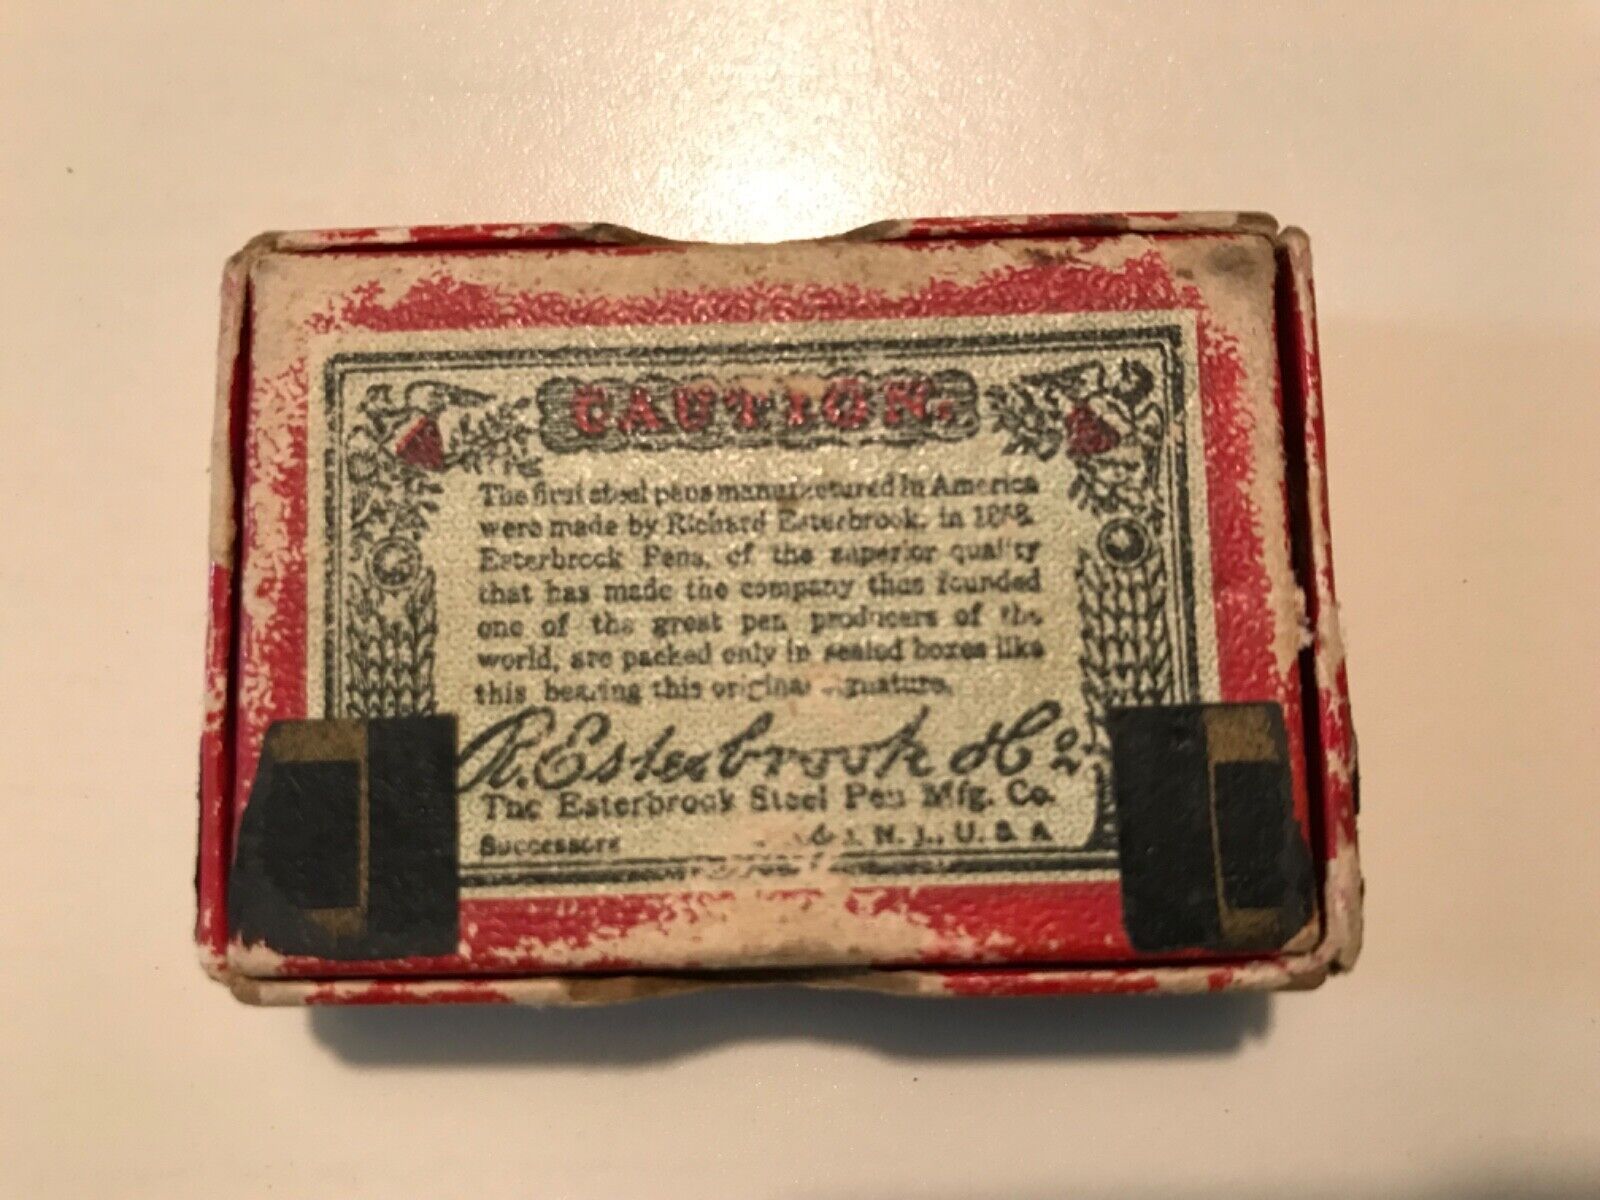 CAUTION.
The first steel pens manufactured in America
were made by Richard Esterbrook, in
Esterbrock Pens, of the superior quality
that has made the company thus founded
one of the great pen producers of the
world, are packed only in sealed boxes like
this bearing this original signature.
R. Esterbrook & Co
The Esterbrook Steel Pen Mfg. Co.
Successors N. J., U. S. A